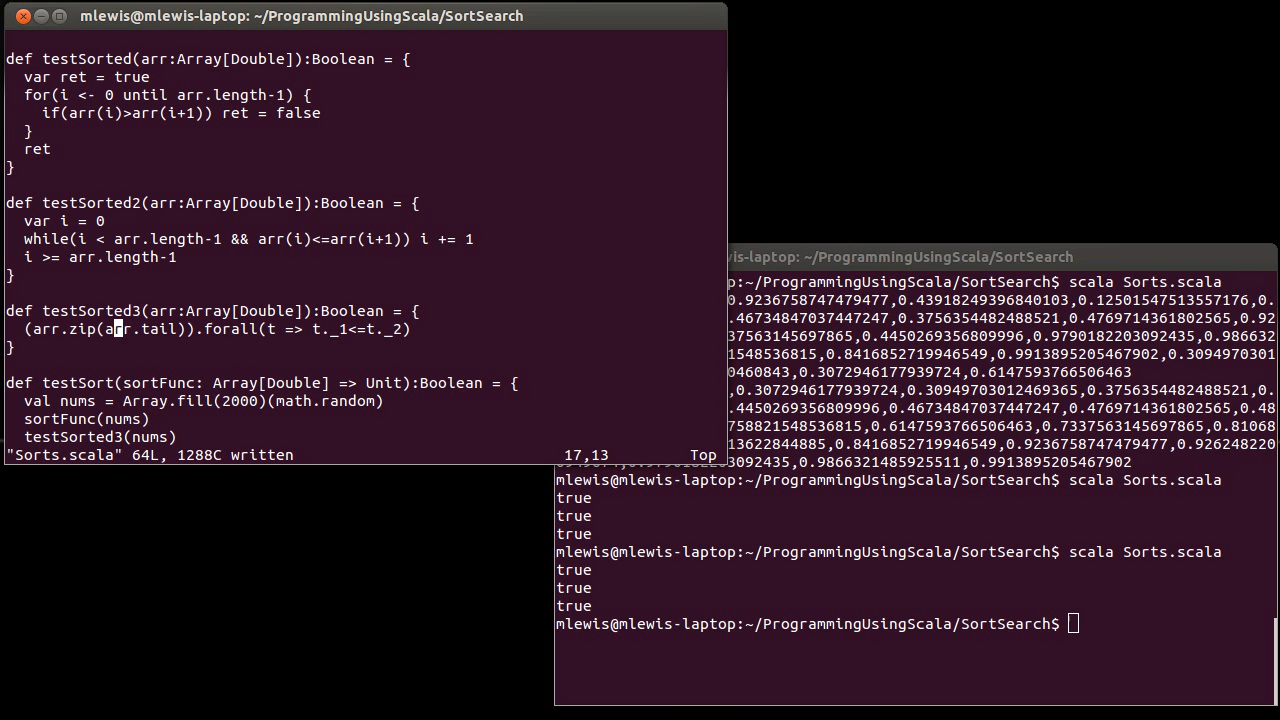 mlewis@mlewis-laptop: ~/ProgrammingUsingScala/SortSearch
def testSorted(arr:Array[Double]):Boolean = {
  var ret = true
  for(i <- 0 until arr.length-1) {
    if(arr(i)>arr(i+1)) ret = false
  }
  ret
}
def testSorted2(arr:Array[Double]):Boolean = {
  var i = 0
  while(i < arr.length-1 && arr(i)<=arr(i+1)) i += 1
  i >= arr.length-1
}
def testSorted3(arr:Array[Double]):Boolean = {
  (arr.zip(arr.tail)).forall(t => t._1<=t._2)
}
def testSort(sortFunc: Array[Double] => Unit):Boolean = {
  val nums = Array.fill(2000)(math.random)
  sortFunc(nums)
  testSorted3(nums)
"Sorts.scala" 64L, 1288C written 17,13 Top
wis-laptop: ~/ProgrammingUsingScala/SortSearch
p:~/ProgrammingUsingScala/SortSearch$ scala Sorts.scala
0.9236758747479477,0.43918249396840103,0.12501547513557176,0.
.46734847037447247,0.3756354482488521,0.4769714361802565,0.92
37563145697865,0.4450269356809996,0.9790182203092435,0.986632
1548536815,0.8416852719946549,0.9913895205467902,0.3094970301
0460843,0.3072946177939724,0.6147593766506463
,0.3072946177939724,0.30949703012469365,0.3756354482488521,0.
.4450269356809996,0.46734847037447247,0.4769714361802565,0.48
758821548536815,0.6147593766506463,0.7337563145697865,0.81068
13622844885,0.8416852719946549,0.9236758747479477,0.926248220
3092435,0.9866321485925511,0.9913895205467902
mlewis@mlewis-laptop:~/ProgrammingUsingScala/SortSearch$ scala Sorts.scala
true
true
true
mlewis@mlewis-laptop:~/ProgrammingUsingScala/SortSearch$ scala Sorts.scala
true
true
true
mlewis@mlewis-laptop:~/ProgrammingUsingScala/SortSearch$